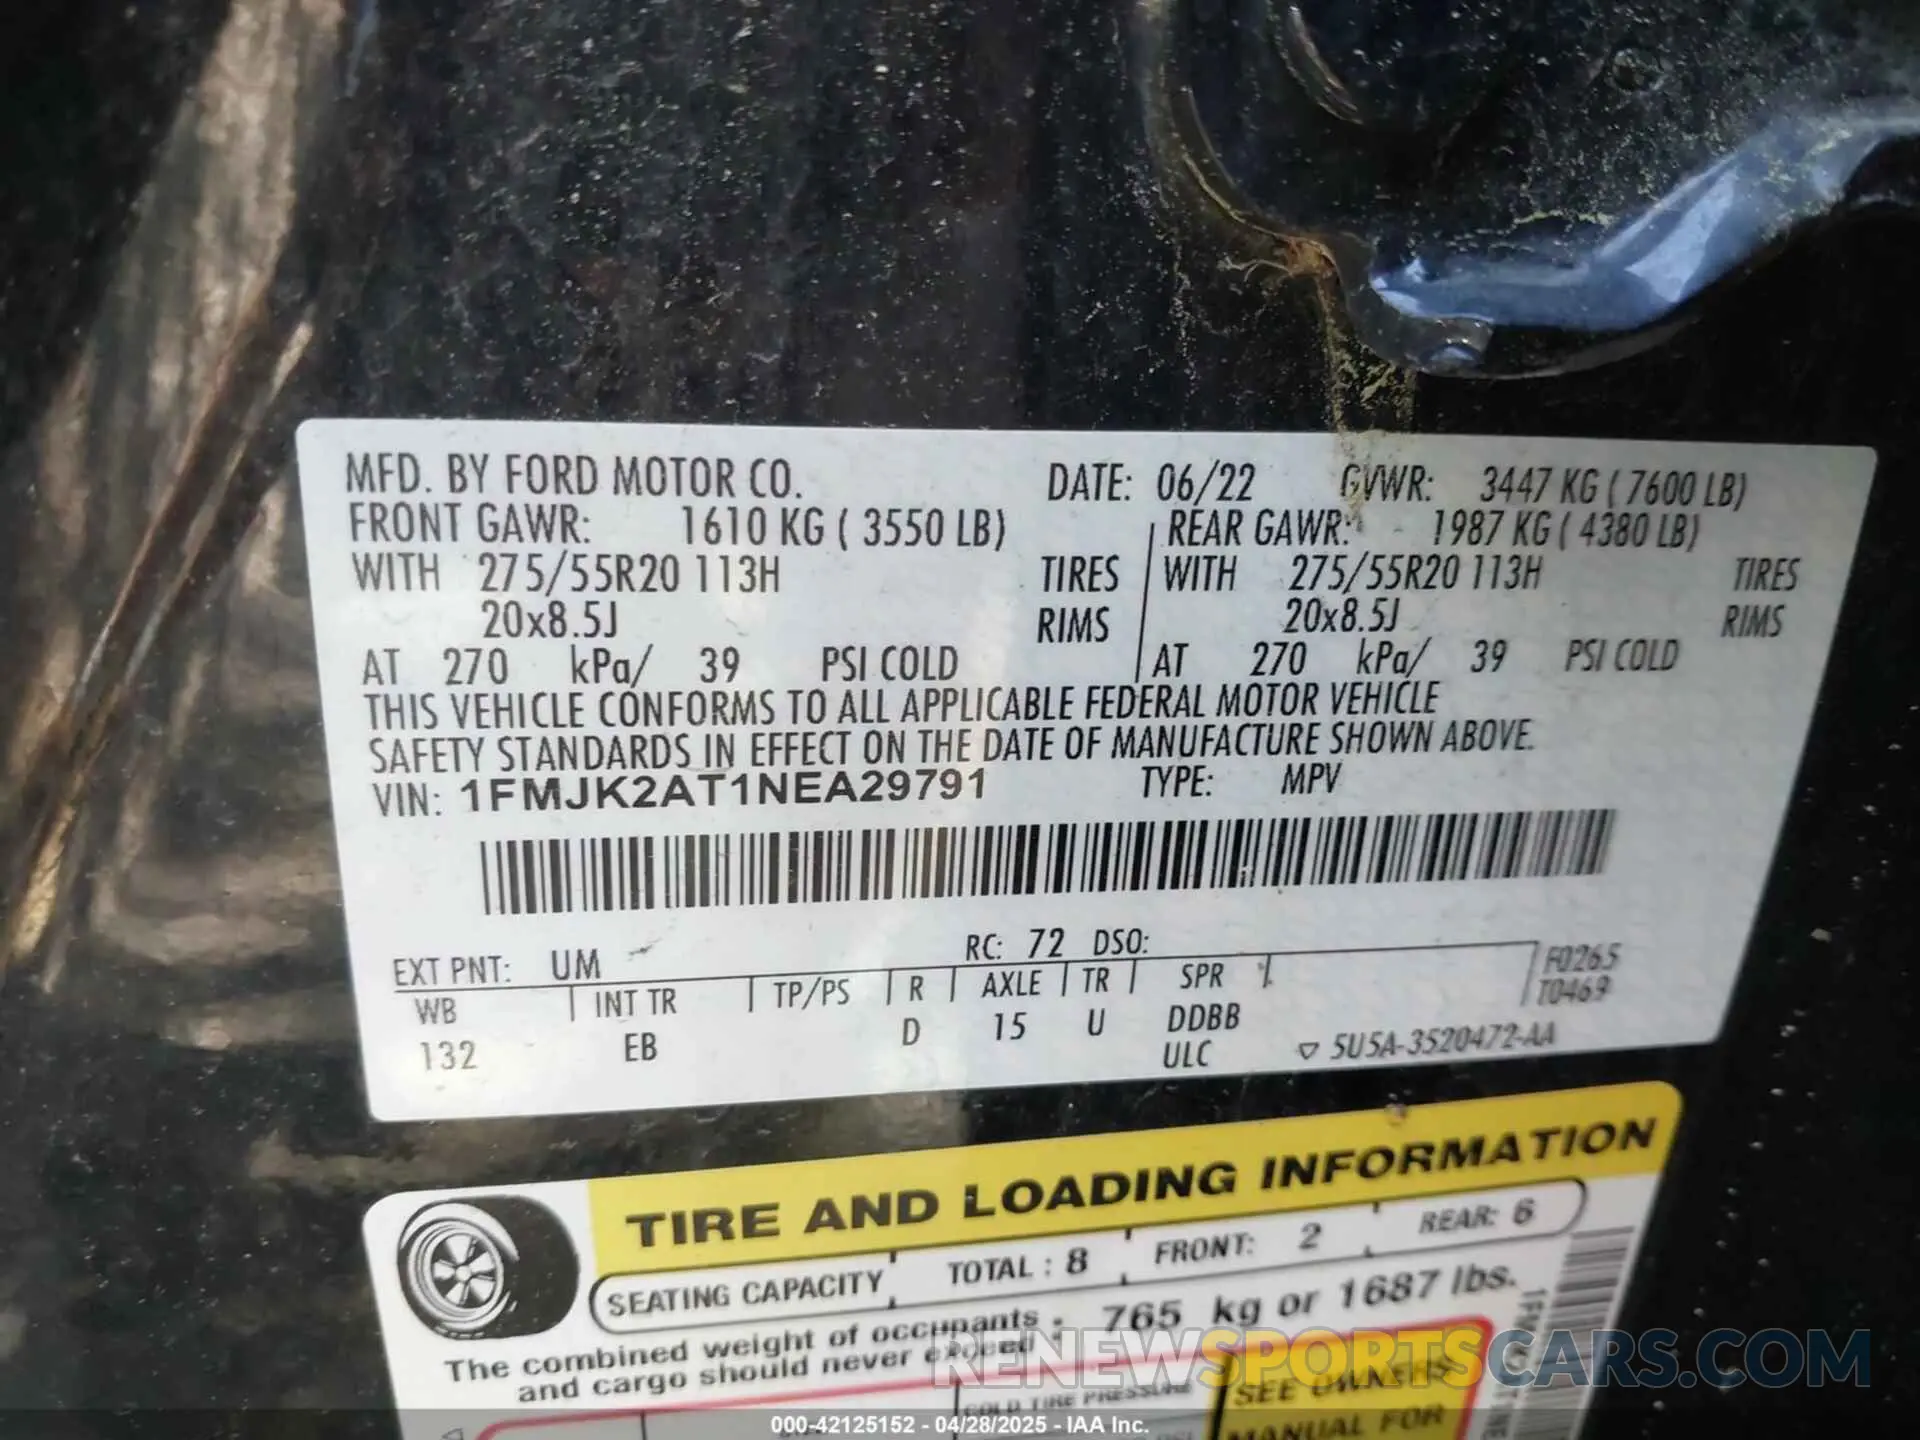 MFD. BY FORD MOTOR CO. DATE: 06/22 GVWR: 3447 KG ( 7600 LB)
FRONT GAWR: 1610 KG ( 3550 LB) REAR GAWR: 1987 KG ( 4380 LB)
WITH 275/55R20 113H TIRES WITH 275/55R20 113H TIRES
20x8.5J RIMS 20x8.5J RIMS
AT 270 kPa/ 39 PSI COLD AT 270 kPa/ 39 PSI COLD
THIS VEHICLE CONFORMS TO ALL APPLICABLE FEDERAL MOTOR VEHICLE
SAFETY STANDARDS IN EFFECT ON THE DATE OF MANUFACTURE SHOWN ABOVE.
VIN: 1FMJK2AT1NEA29791 TYPE: MPV
EXT PNT: UM RC: 72 DSO:
WB INT TR TP/PS R AXLE TR SPR F0265
T0469
132 EB D 15 U DDBB
ULC 5U5A-3520472-AA
TIRE AND LOADING INFORMATION
SEATING CAPACITY TOTAL : 8 FRONT: 2 REAR: 6
The combined weight of occupants : 765 kg or 1687 lbs.
and cargo should never exceed
COLD TIRE PRESSURE SEE OWNERS
MANUAL FOR
RENEWSPORTSCARS.COM
000-42125152 - 04/28/2025 - IAA Inc.